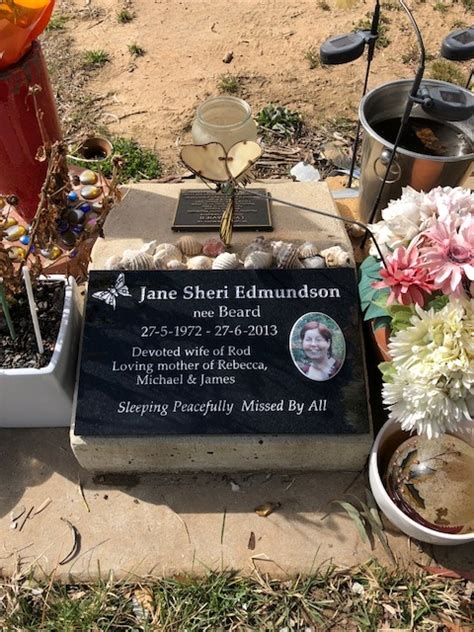 Jane Sheri Edmundson
nee Beard
27-5-1972 - 27-6-2013
Devoted wife of Rod
Loving mother of Rebecca,
Michael & James
Sleeping Peacefully Missed By All